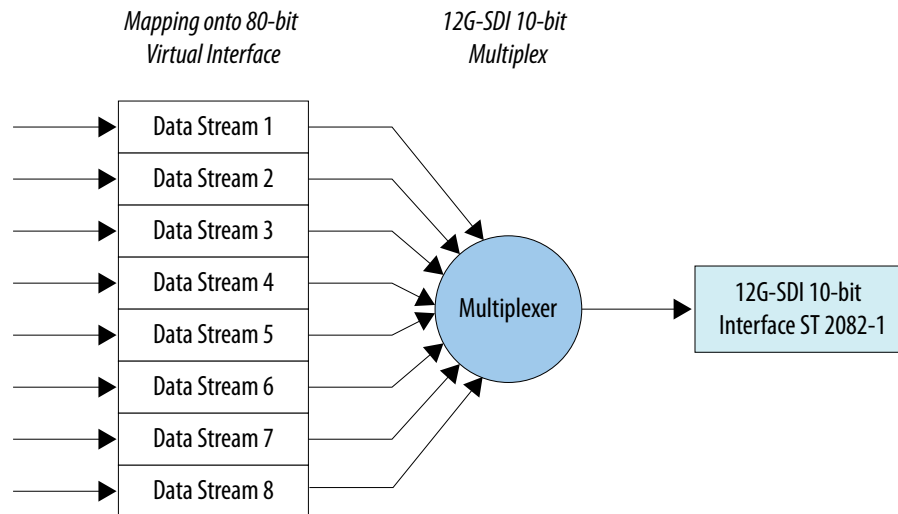 Mapping onto 80-bit
Virtual Interface
12G-SDI 10-bit
Multiplex
Data Stream 1
Data Stream 2
Data Stream 3
Data Stream 4
Data Stream 5
Data Stream 6
Data Stream 7
Data Stream 8
Multiplexer
12G-SDI 10-bit
Interface ST 2082-1